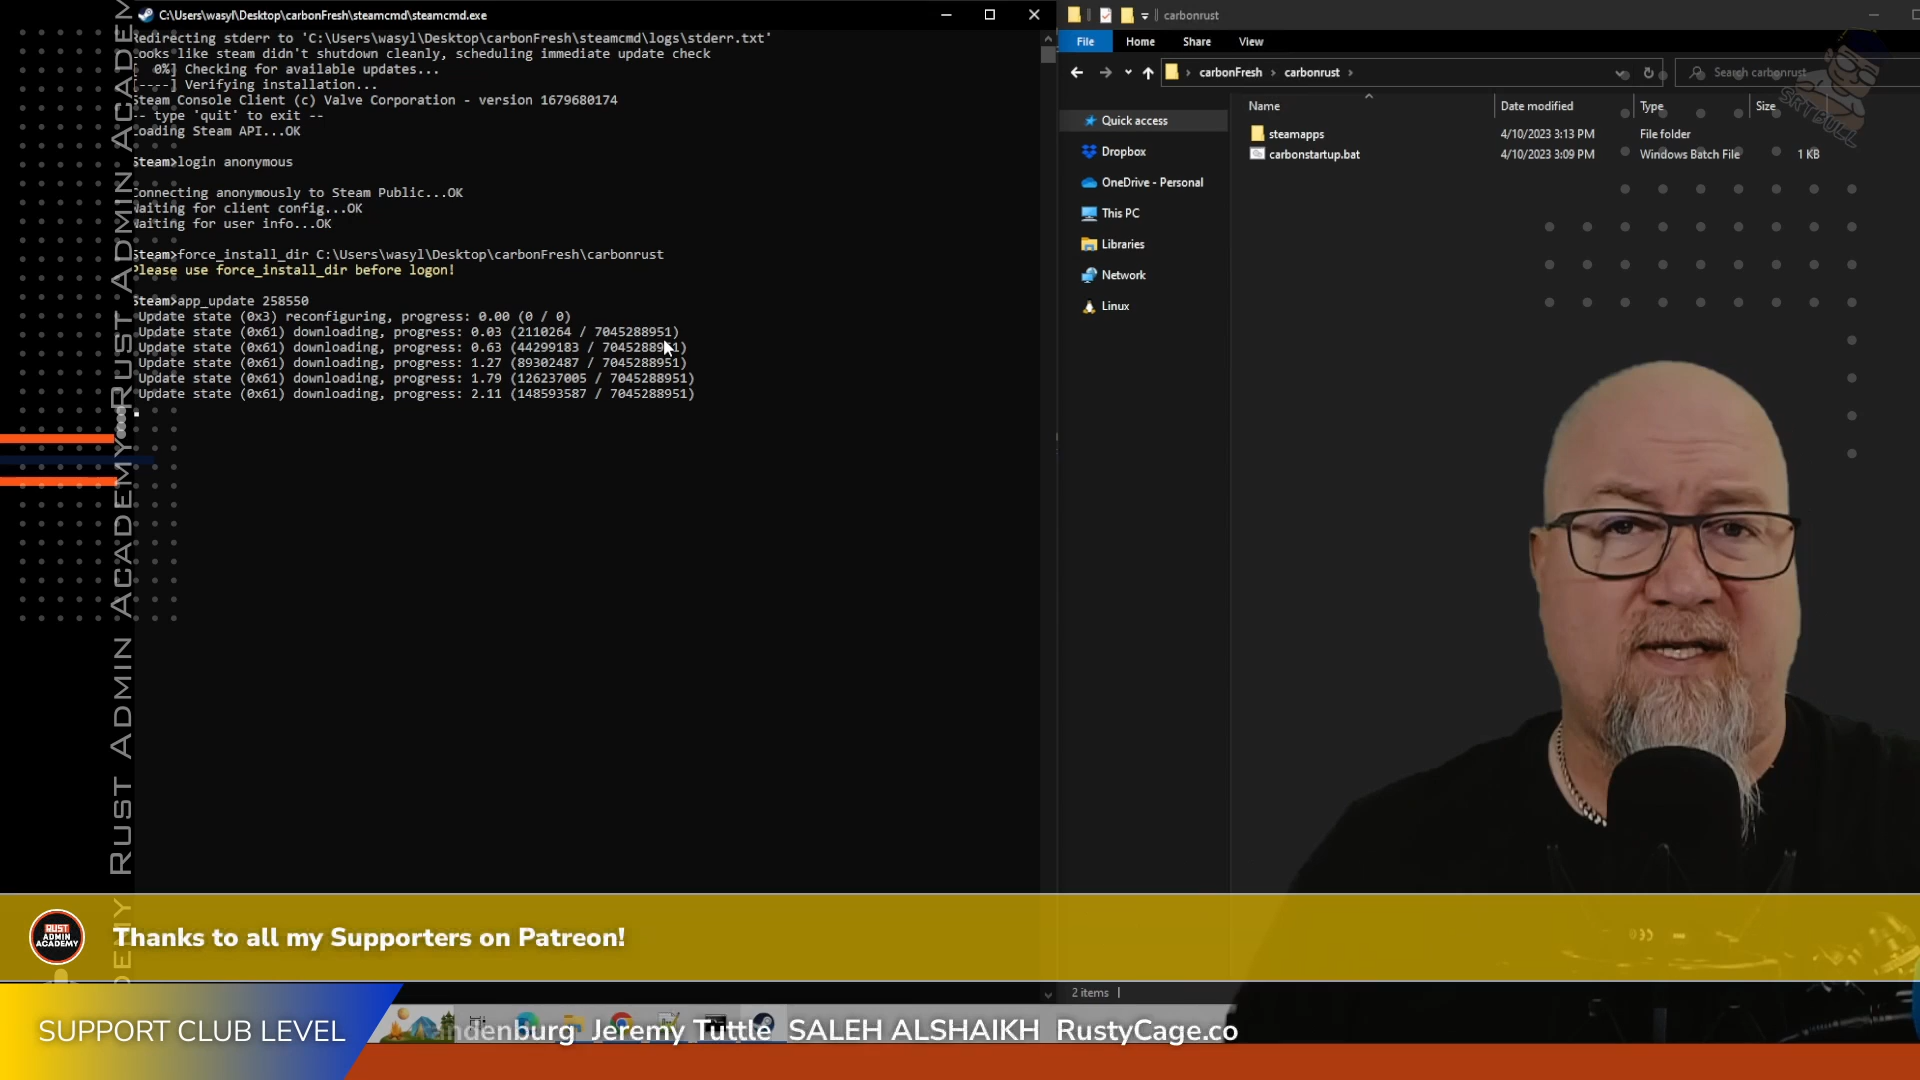 C:\Users\wasyl\Desktop\carbonFresh\steamcmd\steamcmd.exe
edirecting stderr to 'C:\Users\wasyl\Desktop\carbonFresh\steamcmd\logs\stderr.txt'
ooks like steam didn't shutdown cleanly, scheduling immediate update check
[  0%] Checking for available updates...
[----] Verifying installation...
Steam Console Client (c) Valve Corporation - version 1679680174
-- type 'quit' to exit --
Loading Steam API...OK
Steam>login anonymous
Connecting anonymously to Steam Public...OK
Waiting for client config...OK
Waiting for user info...OK
Steam>force_install_dir C:\Users\wasyl\Desktop\carbonFresh\carbonrust
Please use force_install_dir before logon!
Steam>app_update 258550
Update state (0x3) reconfiguring, progress: 0.00 (0 / 0)
Update state (0x61) downloading, progress: 0.03 (2110264 / 7045288951)
Update state (0x61) downloading, progress: 0.63 (44299183 / 7045288951)
Update state (0x61) downloading, progress: 1.27 (89302487 / 7045288951)
Update state (0x61) downloading, progress: 1.79 (126237005 / 7045288951)
Update state (0x61) downloading, progress: 2.11 (148593587 / 7045288951)
carbonrust
File Home Share View
carbonFresh > carbonrust >
Search carbonrust
Name Date modified Type Size
Quick access
Dropbox
OneDrive - Personal
This PC
Libraries
Network
Linux
steamapps 4/10/2023 3:13 PM File folder
carbonstartup.bat 4/10/2023 3:09 PM Windows Batch File 1 KB
2 items
SRTBULL
RUST ADMIN ACADEMY
RUST ADMIN ACADEMY
RUST
ADMIN
ACADEMY
Thanks to all my Supporters on Patreon!
SUPPORT CLUB LEVEL
andenburg Jeremy Tuttle SALEH ALSHAIKH RustyCage.co